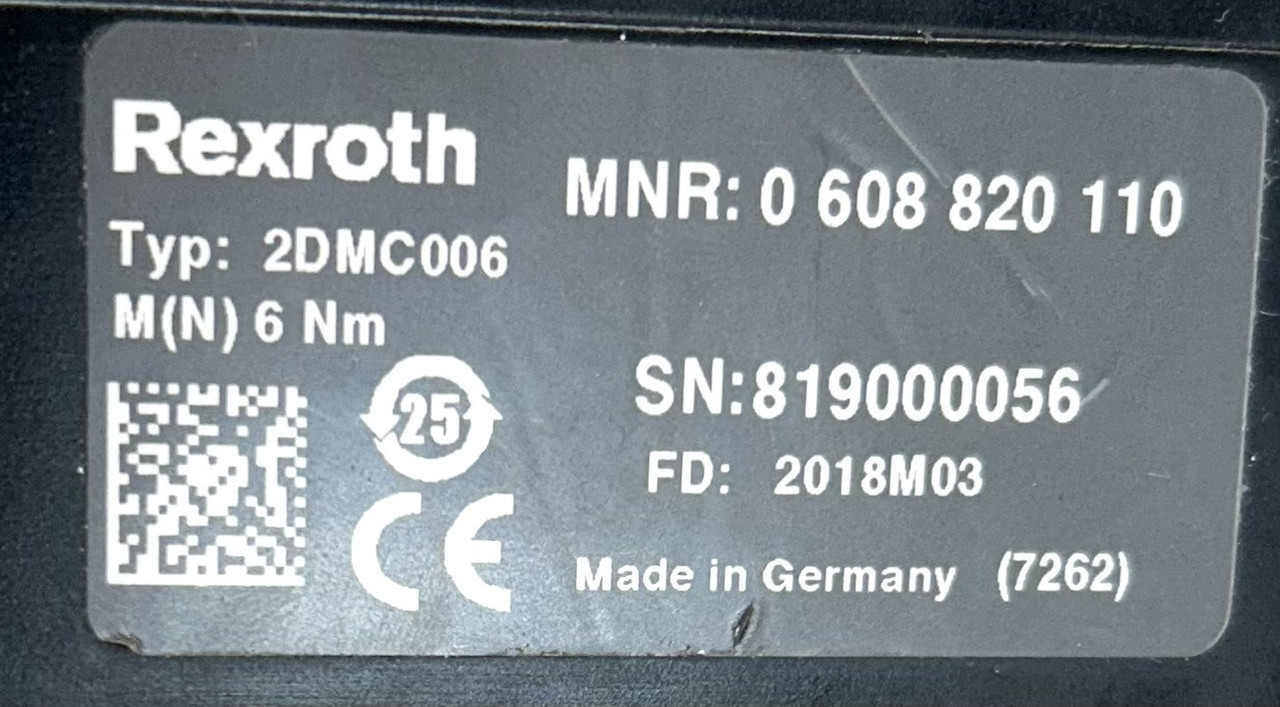 Rexroth
MNR: 0 608 820 110
Typ: 2DMC006
M(N) 6 Nm
25
SN:819000056
FD: 2018M03
CE
Made in Germany (7262)